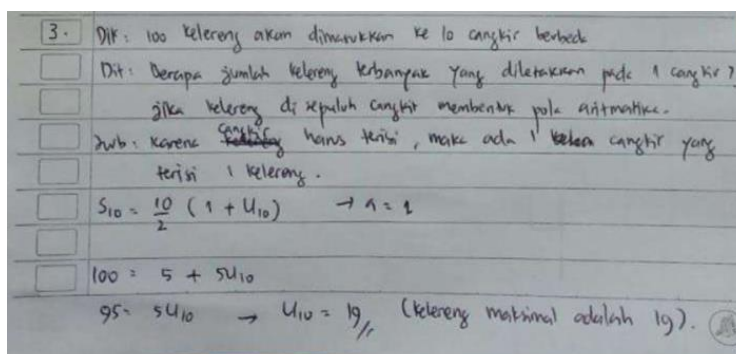 3. Dik: 100 kelereng akan dimasukkan ke 10 cangkir berbeda
Dit: Berapa jumlah kelereng terbanyak yang diletakkan pada 1 cangkir?
jika kelereng di sepuluh cangkir membentuk pola aritmatika.
Jwb: Karena cangkir harus terisi, maka ada 1 cangkir yang
terisi 1 kelereng.
S10 = 10/2 (1 + U10) → a = 1
100 = 5 + 5U10
95 = 5U10 → U10 = 19// (kelereng maksimal adalah 19).